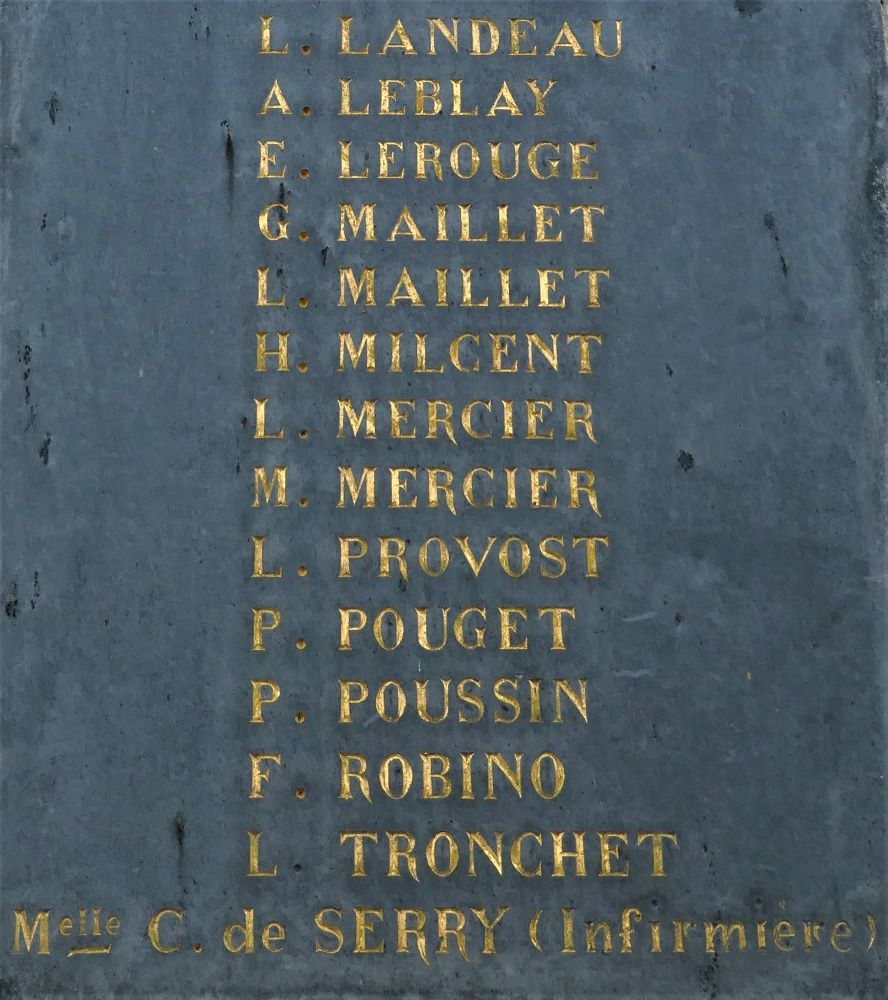 L. LANDEAU
A. LEBLAY
E. LEROUGE
G. MAILLET
L. MAILLET
H. MILCENT
L. MERCIER
M. MERCIER
L. PROVOST
P. POUGET
P. POUSSIN
F. ROBINO
L TRONCHET
Melle C. de SERRY (Infirmière)